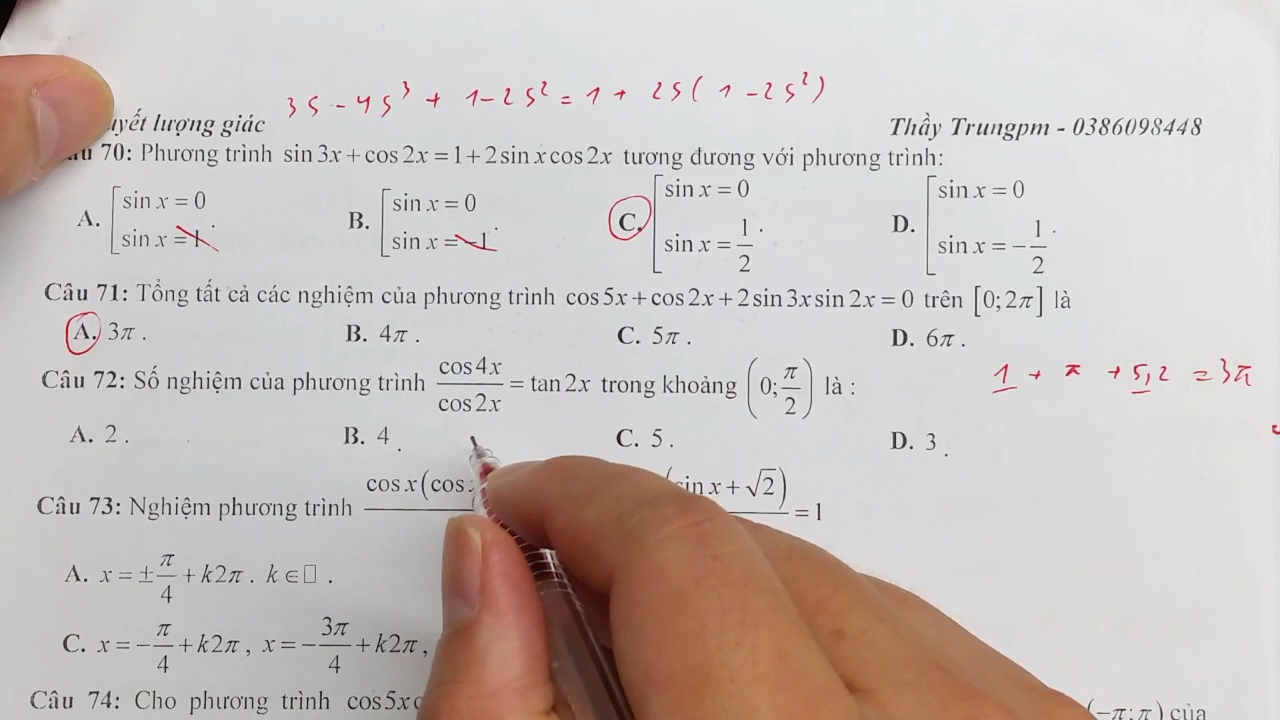 3s - 4s³ + 1 - 2s² = 1 + 2s(1 - 2s²)
lượng giác Thầy Trungpm - 0386098448
70: Phương trình sin 3x + cos 2x = 1 + 2 sin x cos 2x tương đương với phương trình:
A. [sin x = 0 B. [sin x = 0 C. [sin x = 0 D. [sin x = 0
sin x = 1. sin x = -1. sin x = 1/2. sin x = -1/2.
Câu 71: Tổng tất cả các nghiệm của phương trình cos 5x + cos 2x + 2 sin 3x sin 2x = 0 trên [0; 2π] là
A. 3π . B. 4π . C. 5π . D. 6π .
Câu 72: Số nghiệm của phương trình cos 4x/cos 2x = tan 2x trong khoảng (0; π/2) là :
1 + π + 5,2 = 3π
A. 2 . B. 4 . C. 5 . D. 3 .
Câu 73: Nghiệm phương trình cos x(cos x + √2) = 1
A. x = ±π/4 + k2π . k ∈ □ .
C. x = -π/4 + k2π , x = -3π/4 + k2π ,
Câu 74: Cho phương trình cos 5x (-π; π) của